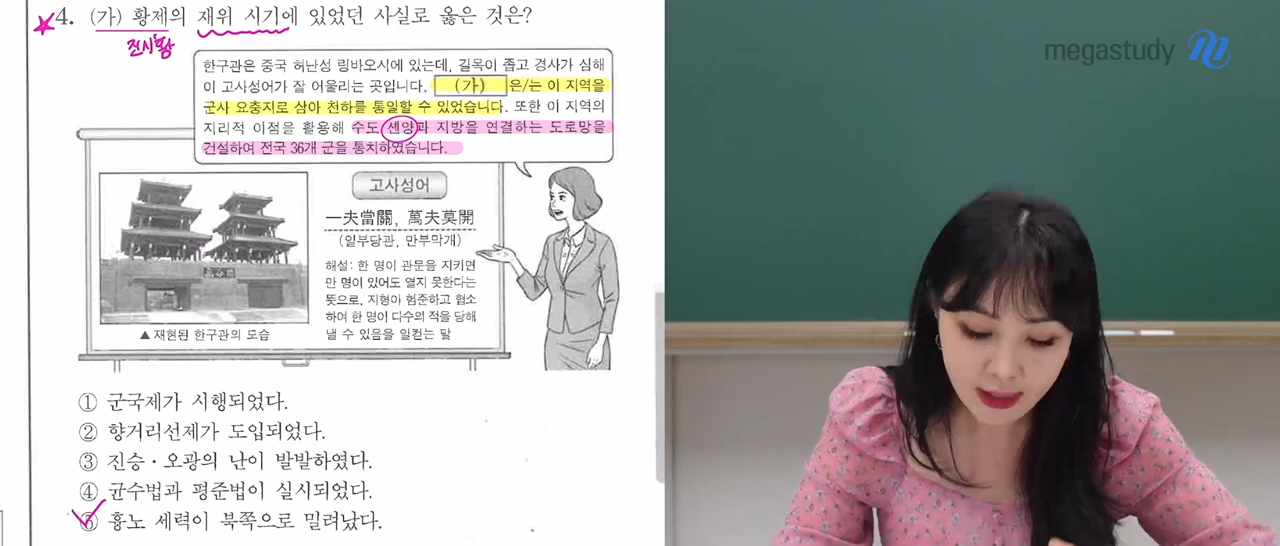 4. (가) 황제의 재위 시기에 있었던 사실로 옳은 것은?
진시황
megastudy
한구관은 중국 허난성 링바오시에 있는데, 길목이 좁고 경사가 심해
이 고사성어가 잘 어울리는 곳입니다. (가) 은/는 이 지역을
군사 요충지로 삼아 천하를 통일할 수 있었습니다. 또한 이 지역의
지리적 이점을 활용해 수도 셴양과 지방을 연결하는 도로망을
건설하여 전국 36개 군을 통치하였습니다.
고사성어
一夫當關, 萬夫莫開
(일부당관, 만부막개)
해설: 한 명이 관문을 지키면
만 명이 있어도 열지 못한다는
뜻으로, 지형이 험준하고 협소
하여 한 명이 다수의 적을 당해
낼 수 있음을 일컫는 말
▲ 재현된 한구관의 모습
① 군국제가 시행되었다.
② 향거리선제가 도입되었다.
③ 진승·오광의 난이 발발하였다.
④ 균수법과 평준법이 실시되었다.
⑤ 흉노 세력이 북쪽으로 밀려났다.